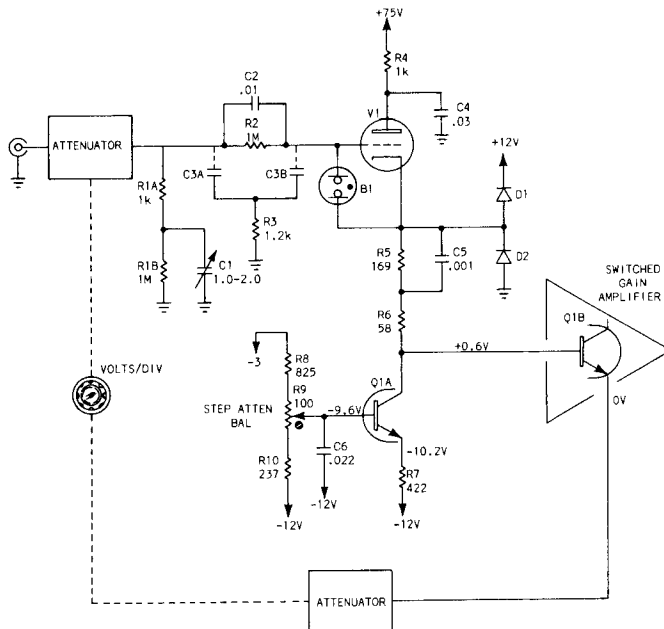 +75V
R4
1k
C2
.01
V1
C4
.03
R2
1M
ATTENUATOR
+12V
C3A
C3B
B1
D1
R1A
1k
R3
1.2k
R5
169
C5
.001
D2
R1B
1M
C1
1.0-2.0
SWITCHED
GAIN
AMPLIFIER
R6
58
Q1B
+0.6V
-3
R8
825
VOLTS/DIV
Q1A
0V
R9
100
STEP ATTEN
BAL
-9.6V
R10
237
C6
.022
-10.2V
R7
422
-12V
-12V
-12V
ATTENUATOR